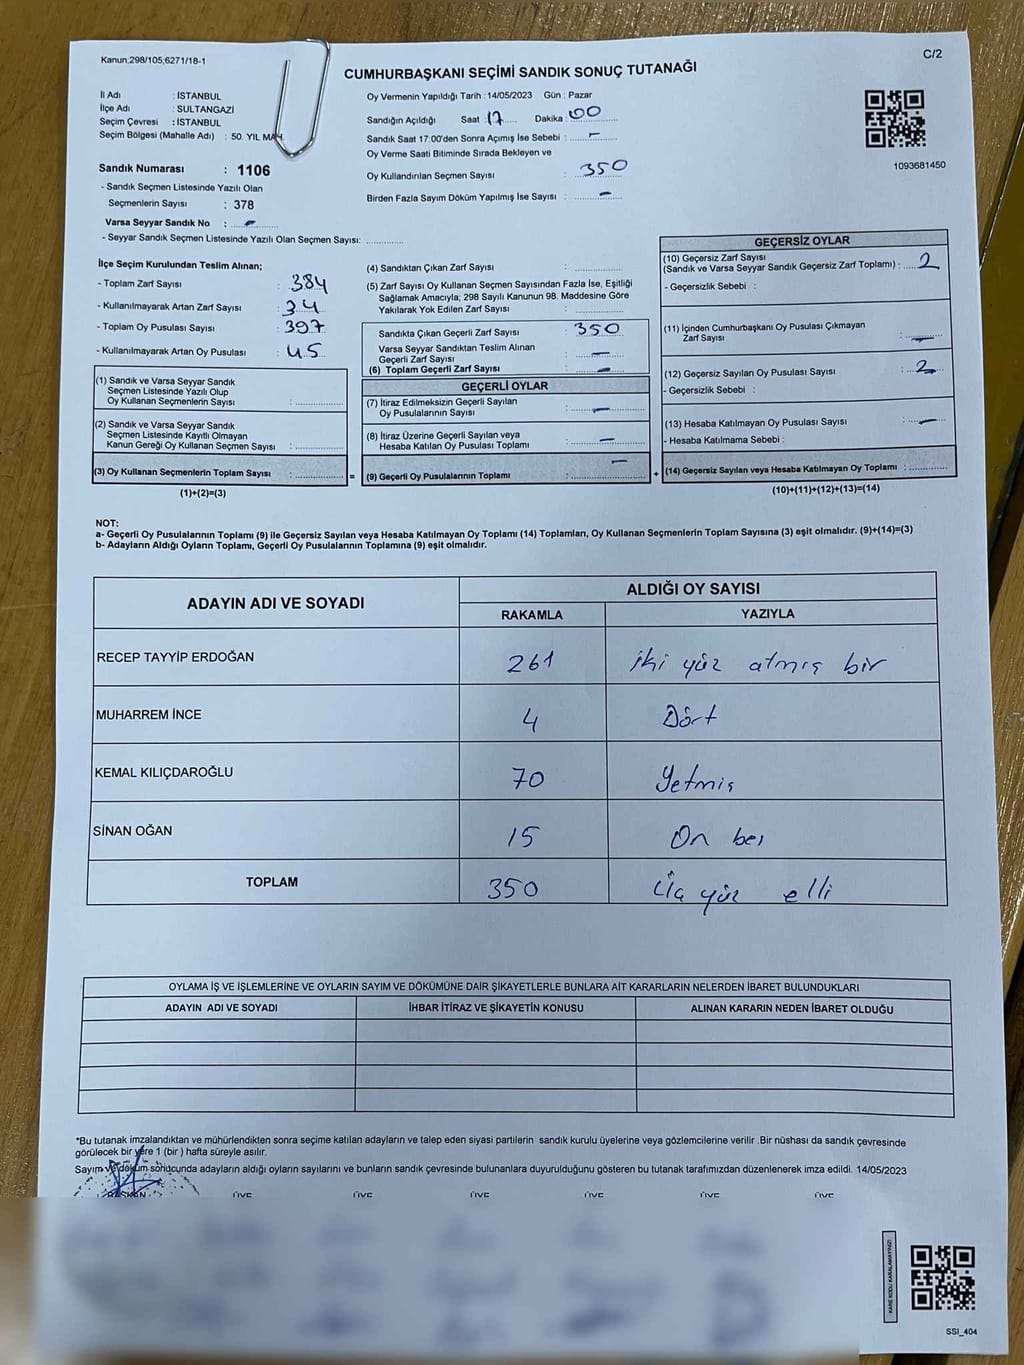 Kanun;298/105;6271/18-1
C/2
CUMHURBAŞKANI SEÇİMİ SANDIK SONUÇ TUTANAĞI
İl Adı : İSTANBUL
İlçe Adı : SULTANGAZİ
Seçim Çevresi : İSTANBUL
Seçim Bölgesi (Mahalle Adı) : 50. YIL MAH.
Sandık Numarası : 1106
- Sandık Seçmen Listesinde Yazılı Olan
Seçmenlerin Sayısı : 378
Varsa Seyyar Sandık No : –
- Seyyar Sandık Seçmen Listesinde Yazılı Olan Seçmen Sayısı: ............
Oy Vermenin Yapıldığı Tarih : 14/05/2023 Gün : Pazar
Sandığın Açıldığı Saat 17 Dakika 00
Sandık Saat 17:00'den Sonra Açımış İse Sebebi : –
Oy Verme Saati Bitiminde Sırada Bekleyen ve
Oy Kullandırılan Seçmen Sayısı : 350
Birden Fazla Sayım Döküm Yapılmış İse Sayısı : –
1093681450
İlçe Seçim Kurulundan Teslim Alınan;
- Toplam Zarf Sayısı : 384
- Kullanılmayarak Artan Zarf Sayısı : 34
- Toplam Oy Pusulası Sayısı : 397
- Kullanılmayarak Artan Oy Pusulası : 45
(1) Sandık ve Varsa Seyyar Sandık
Seçmen Listesinde Yazılı Olup
Oy Kullanan Seçmenlerin Sayısı : ............
(2) Sandık ve Varsa Seyyar Sandık
Seçmen Listesinde Kayıtlı Olmayan
Kanun Gereği Oy Kullanan Seçmen Sayısı : ............
(3) Oy Kullanan Seçmenlerin Toplam Sayısı : ............
(1)+(2)=(3)
=
(4) Sandıktan Çıkan Zarf Sayısı : ............
(5) Zarf Sayısı Oy Kullanan Seçmen Sayısından Fazla İse, Eşitliği
Sağlamak Amacıyla; 298 Sayılı Kanunun 98. Maddesine Göre
Yakılarak Yok Edilen Zarf Sayısı : ............
Sandıkta Çıkan Geçerli Zarf Sayısı : 350
Varsa Seyyar Sandıktan Teslim Alınan
Geçerli Zarf Sayısı : –
(6) Toplam Geçerli Zarf Sayısı : –
GEÇERLİ OYLAR
(7) İtiraz Edilmeksizin Geçerli Sayılan
Oy Pusulalarının Sayısı : –
(8) İtiraz Üzerine Geçerli Sayılan veya
Hesaba Katılan Oy Pusulası Toplamı : –
(9) Geçerli Oy Pusulalarının Toplamı : –
+
GEÇERSİZ OYLAR
(10) Geçersiz Zarf Sayısı
(Sandık ve Varsa Seyyar Sandık Geçersiz Zarf Toplamı) : 2
- Geçersizlik Sebebi :
(11) İçinden Cumhurbaşkanı Oy Pusulası Çıkmayan
Zarf Sayısı : –
(12) Geçersiz Sayılan Oy Pusulası Sayısı : 2
- Geçersizlik Sebebi :
(13) Hesaba Katılmayan Oy Pusulası Sayısı : –
- Hesaba Katılmama Sebebi :
(14) Geçersiz Sayılan veya Hesaba Katılmayan Oy Toplamı : ............
(10)+(11)+(12)+(13)=(14)
NOT:
a- Geçerli Oy Pusulalarının Toplamı (9) ile Geçersiz Sayılan veya Hesaba Katılmayan Oy Toplamı (14) Toplamları, Oy Kullanan Seçmenlerin Toplam Sayısına (3) eşit olmalıdır. (9)+(14)=(3)
b- Adayların Aldığı Oyların Toplamı, Geçerli Oy Pusulalarının Toplamına (9) eşit olmalıdır.
ADAYIN ADI VE SOYADI
ALDIĞI OY SAYISI
RAKAMLA YAZIYLA
RECEP TAYYİP ERDOĞAN 261 iki yüz atmış bir
MUHARREM İNCE 4 Dört
KEMAL KILIÇDAROĞLU 70 Yetmiş
SİNAN OĞAN 15 On beş
TOPLAM 350 Üç yüz elli
OYLAMA İŞ VE İŞLEMLERİNE VE OYLARIN SAYIM VE DÖKÜMÜNE DAİR ŞİKAYETLERLE BUNLARA AİT KARARLARIN NELERDEN İBARET BULUNDUKLARI
ADAYIN ADI VE SOYADI İHBAR İTİRAZ VE ŞİKAYETİN KONUSU ALINAN KARARIN NEDEN İBARET OLDUĞU
*Bu tutanak imzalandıktan ve mühürlendikten sonra seçime katılan adayların ve talep eden siyasi partilerin sandık kurulu üyelerine veya gözlemcilerine verilir .Bir nüshası da sandık çevresinde
görülecek bir yere 1 (bir ) hafta süreyle asılır.
Sayım ve döküm sonucunda adayların aldığı oyların sayılarını ve bunların sandık çevresinde bulunanlara duyurulduğunu gösteren bu tutanak tarafımızdan düzenlenerek imza edildi. 14/05/2023
BAŞKAN ÜYE ÜYE ÜYE ÜYE ÜYE ÜYE
KARE KODU KARALAMAYINIZ!
SSI_404